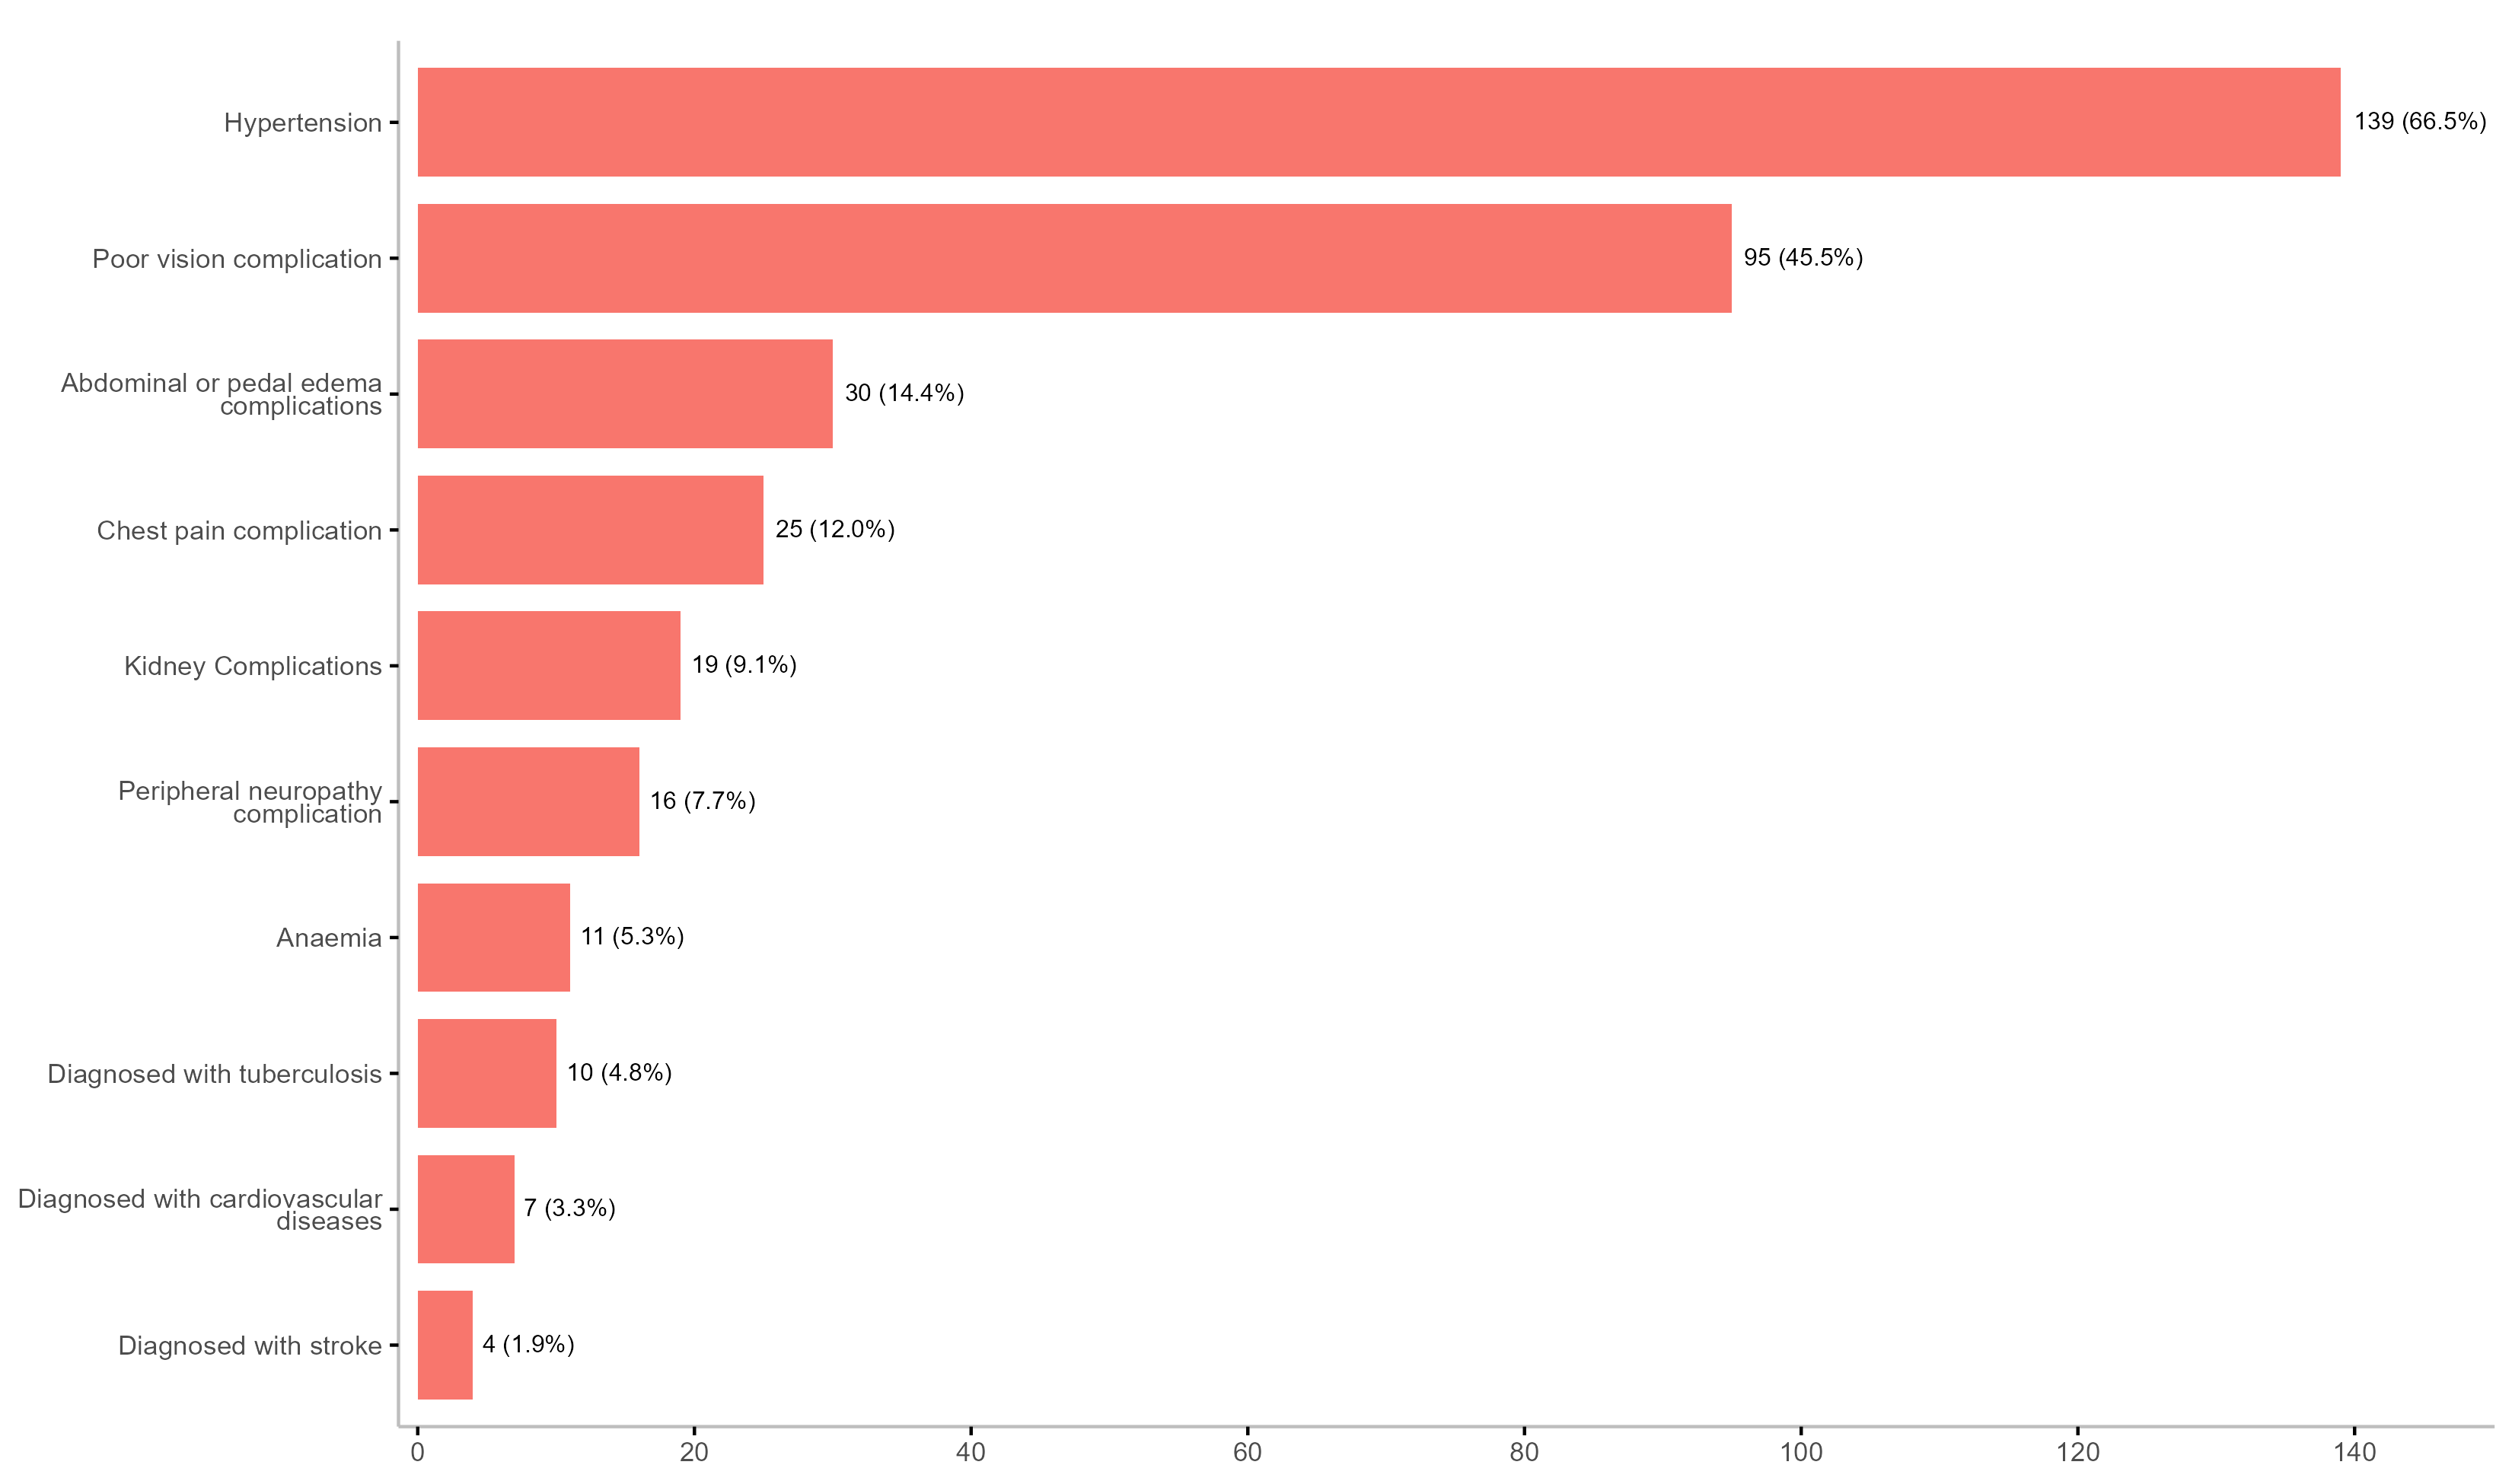 Hypertension
139 (66.5%)
Poor vision complication
95 (45.5%)
Abdominal or pedal edema
complications
30 (14.4%)
Chest pain complication
25 (12.0%)
Kidney Complications
19 (9.1%)
Peripheral neuropathy
complication
16 (7.7%)
Anaemia
11 (5.3%)
Diagnosed with tuberculosis
10 (4.8%)
Diagnosed with cardiovascular
diseases
7 (3.3%)
Diagnosed with stroke
4 (1.9%)
0 20 40 60 80 100 120 140